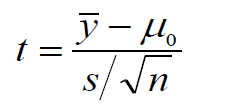 t = (ȳ − μ₀) / (s/√n)